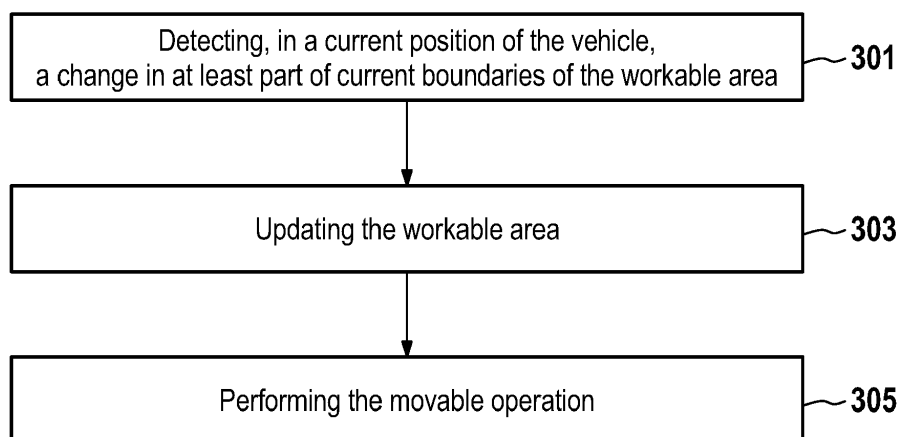 Detecting, in a current position of the vehicle,
a change in at least part of current boundaries of the workable area
301
Updating the workable area
303
Performing the movable operation
305